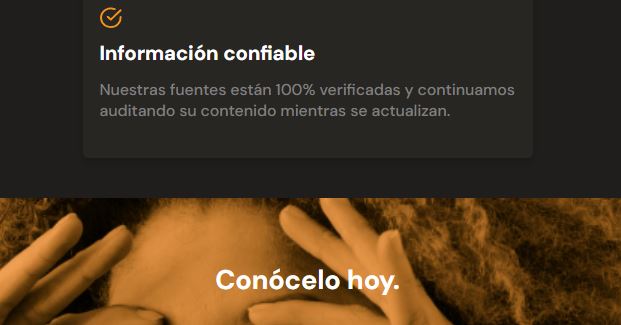 Información confiable
Nuestras fuentes están 100% verificadas y continuamos
auditando su contenido mientras se actualizan.
Conócelo hoy.